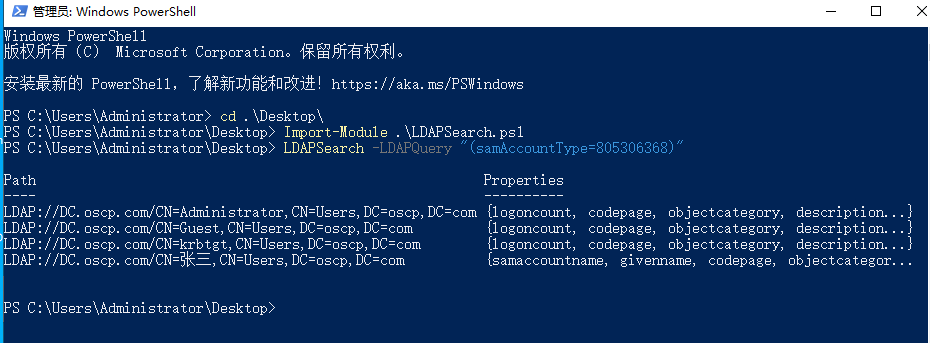 管理员: Windows PowerShell
Windows PowerShell
版权所有 (C) Microsoft Corporation。保留所有权利。
安装最新的 PowerShell，了解新功能和改进！https://aka.ms/PSWindows
PS C:\Users\Administrator> cd .\Desktop\
PS C:\Users\Administrator\Desktop> Import-Module .\LDAPSearch.ps1
PS C:\Users\Administrator\Desktop> LDAPSearch -LDAPQuery "(samAccountType=805306368)"
Path Properties
---- ----------
LDAP://DC.oscp.com/CN=Administrator,CN=Users,DC=oscp,DC=com {logoncount, codepage, objectcategory, description...}
LDAP://DC.oscp.com/CN=Guest,CN=Users,DC=oscp,DC=com {logoncount, codepage, objectcategory, description...}
LDAP://DC.oscp.com/CN=krbtgt,CN=Users,DC=oscp,DC=com {logoncount, codepage, objectcategory, description...}
LDAP://DC.oscp.com/CN=张三,CN=Users,DC=oscp,DC=com {samaccountname, givenname, codepage, objectcategor...
PS C:\Users\Administrator\Desktop>